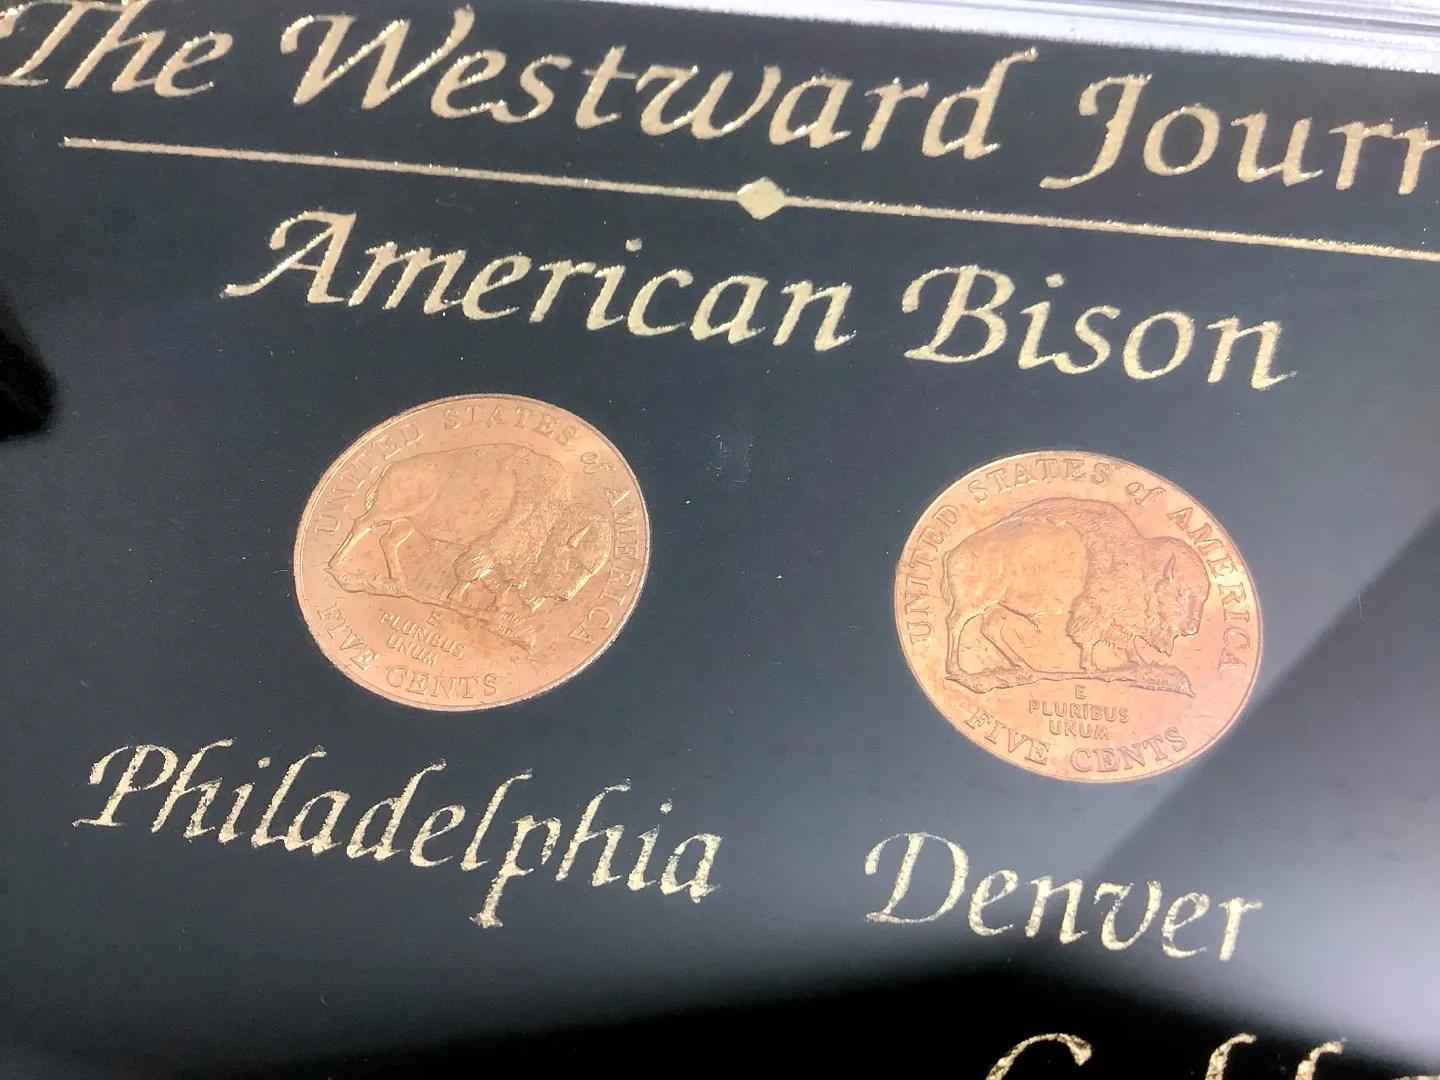 The Westward Journ
American Bison
UNITED STATES of AMERICA
E
PLURIBUS
UNUM
FIVE CENTS
UNITED STATES of AMERICA
E
PLURIBUS
UNUM
FIVE CENTS
Philadelphia
Denver